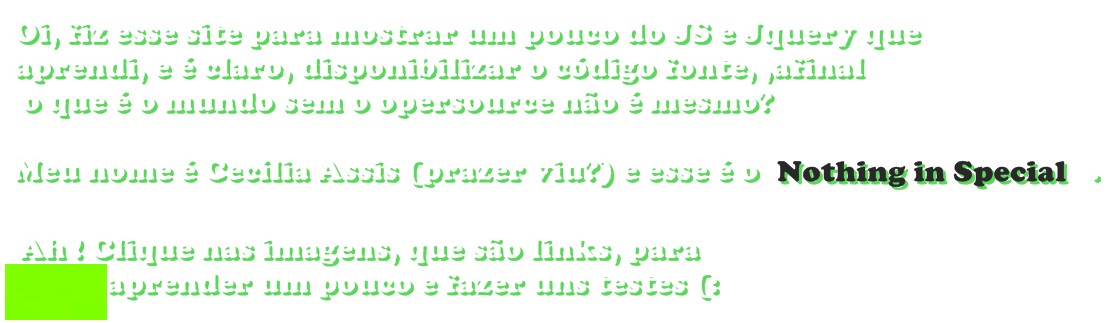 Oi, fiz esse site para mostrar um pouco do JS e Jquery que
aprendi, e é claro, disponibilizar o código fonte, ,afinal
o que é o mundo sem o opersource não é mesmo?
Meu nome é Cecília Assis (prazer viu?) e esse é o Nothing in Special .
Ah ! Clique nas imagens, que são links, para
aprender um pouco e fazer uns testes (: